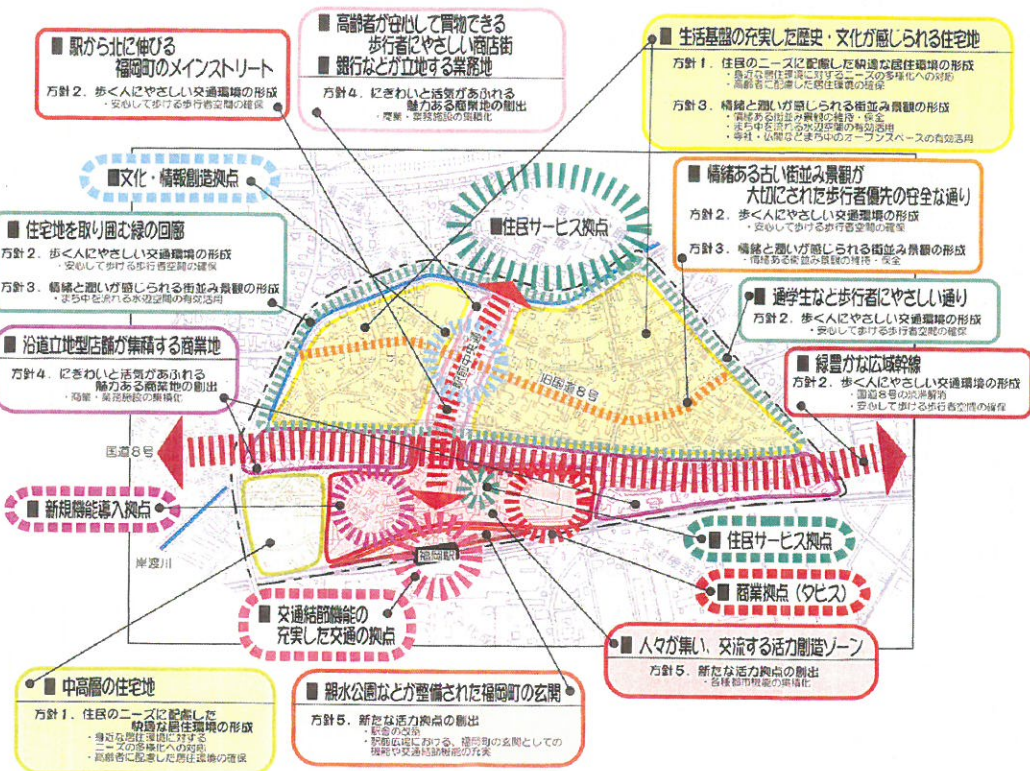 ■ 駅から北に伸びる
福岡町のメインストリート
方針2．歩く人にやさしい交通環境の形成
・安心して歩ける歩行者空間の確保
■ 高齢者が安心して買物できる
歩行者にやさしい商店街
■ 銀行などが立地する業務地
方針4．にぎわいと活気があふれる
魅力ある商業地の創出
・商業・業務施設の集積化
■ 生活基盤の充実した歴史・文化が感じられる住宅地
方針1．住民のニーズに配慮した快適な居住環境の形成
・身近な居住環境に対するニーズの多様化への対応
・高齢者に配慮した居住環境の確保
方針3．情緒と潤いが感じられる街並み景観の形成
・情緒ある街並み景観の維持・保全
・まち中を流れる水辺空間の有効活用
・寺社・仏閣などまち中のオープンスペースの有効活用
■文化・情報創造拠点
■住民サービス拠点
■ 情緒ある古い街並み景観が
大切にされた歩行者優先の安全な通り
方針2．歩く人にやさしい交通環境の形成
・安心して歩ける歩行者空間の確保
方針3．情緒と潤いが感じられる街並み景観の形成
・情緒ある街並み景観の維持・保全
■ 住宅地を取り囲む緑の回廊
方針2．歩く人にやさしい交通環境の形成
・安心して歩ける歩行者空間の確保
方針3．情緒と潤いが感じられる街並み景観の形成
・まち中を流れる水辺空間の有効活用
■ 通学生など歩行者にやさしい通り
方針2．歩く人にやさしい交通環境の形成
・安心して歩ける歩行者空間の確保
■ 沿道立地型店舗が集積する商業地
方針4．にぎわいと活気があふれる
魅力ある商業地の創出
・商業・業務施設の集積化
■ 緑豊かな広域幹線
方針2．歩く人にやさしい交通環境の形成
・国道8号の渋滞解消
・安心して歩ける歩行者空間の確保
旧国道8号
国道8号
■ 新規機能導入拠点
岸渡川
福岡駅
■ 住民サービス拠点
■ 商業拠点（タピス）
■ 交通結節機能の
充実した交通の拠点
■ 人々が集い、交流する活力創造ゾーン
方針5．新たな活力拠点の創出
・各種都市機能の集積化
■ 中高層の住宅地
方針1．住民のニーズに配慮した
快適な居住環境の形成
・身近な居住環境に対する
ニーズの多様化への対応
・高齢者に配慮した居住環境の確保
■ 親水公園などが整備された福岡町の玄関
方針5．新たな活力拠点の創出
・駅舎の改築
・駅前広場における、福岡町の玄関としての
機能や交通結節機能の充実